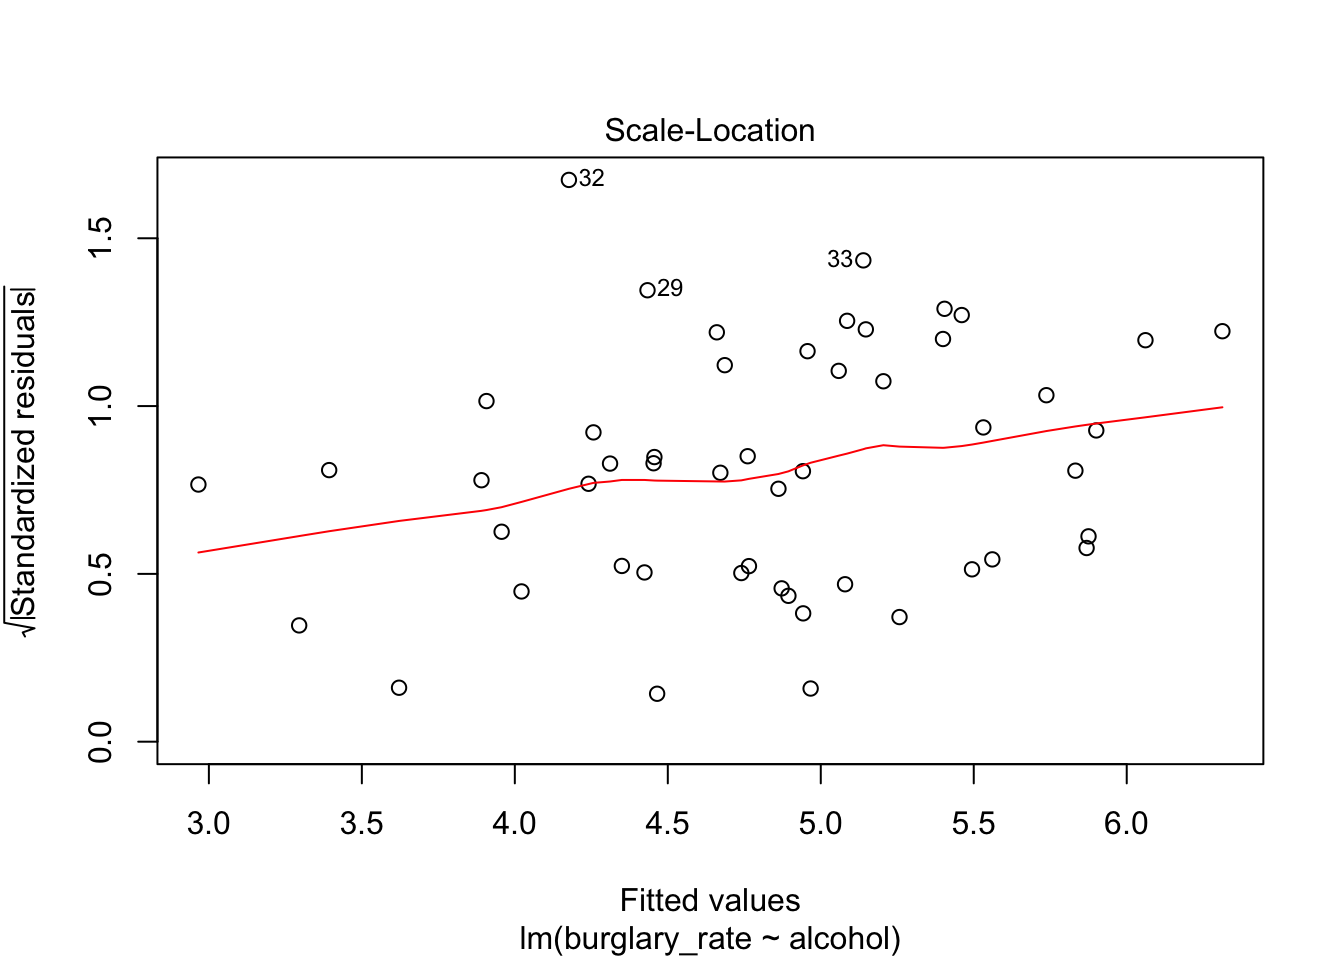 Scale-Location
32
33
29
√|Standardized residuals|
0.0 0.5 1.0 1.5
3.0 3.5 4.0 4.5 5.0 5.5 6.0
Fitted values
lm(burglary_rate ~ alcohol)